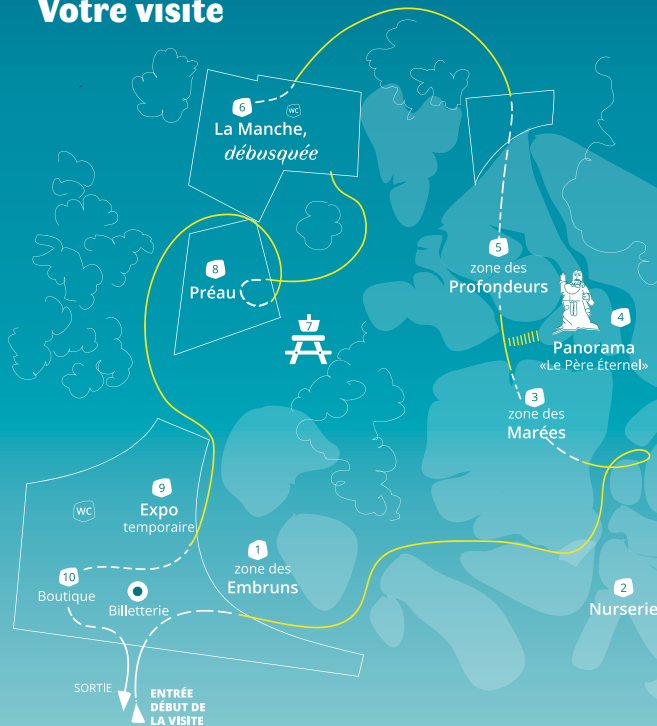 Votre visite
6
WC
La Manche,
débusquée
5
zone des
Profondeurs
8
Préau
7
4
Panorama
«Le Père Éternel»
3
zone des
Marées
9
Expo
temporaire
WC
1
zone des
Embruns
10
Boutique
Billetterie
2
Nurserie
SORTIE
ENTRÉE
DÉBUT DE
LA VISITE